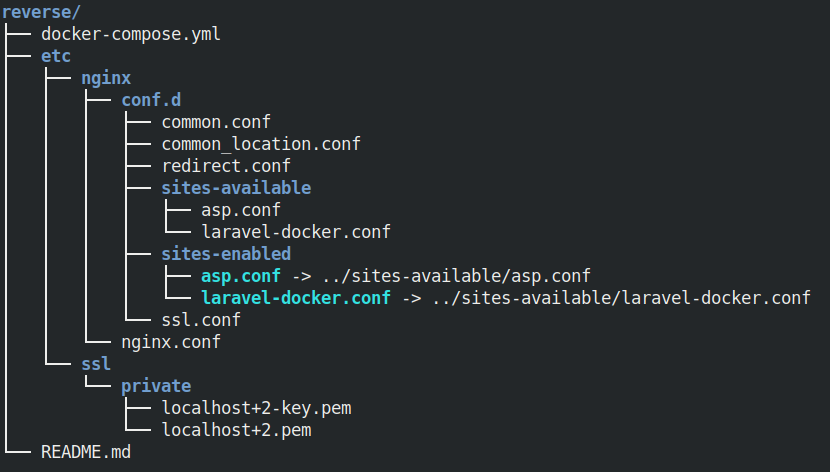 reverse/
├── docker-compose.yml
├── etc
│   ├── nginx
│   │   ├── conf.d
│   │   │   ├── common.conf
│   │   │   ├── common_location.conf
│   │   │   ├── redirect.conf
│   │   │   ├── sites-available
│   │   │   │   ├── asp.conf
│   │   │   │   └── laravel-docker.conf
│   │   │   ├── sites-enabled
│   │   │   │   ├── asp.conf -> ../sites-available/asp.conf
│   │   │   │   └── laravel-docker.conf -> ../sites-available/laravel-docker.conf
│   │   │   └── ssl.conf
│   │   └── nginx.conf
│   └── ssl
│       └── private
│           ├── localhost+2-key.pem
│           └── localhost+2.pem
└── README.md